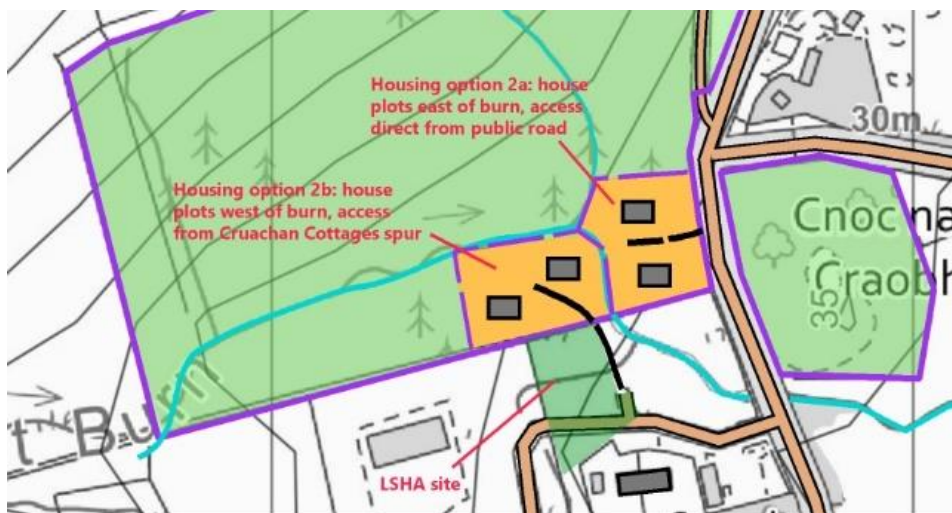 Housing option 2a: house
plots east of burn, access
direct from public road
30m
Housing option 2b: house
plots west of burn, access
from Cruachan Cottages spur
Cnoc na
Craobh
35
t Burn
LSHA site